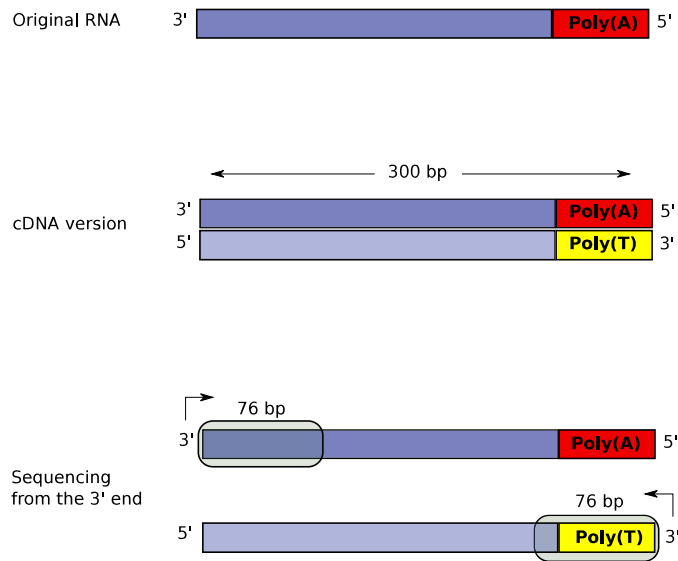 Original RNA
3' Poly(A) 5'
300 bp
cDNA version
3' Poly(A) 5'
5' Poly(T) 3'
76 bp
3' Poly(A) 5'
Sequencing
from the 3' end
76 bp
5' Poly(T) 3'